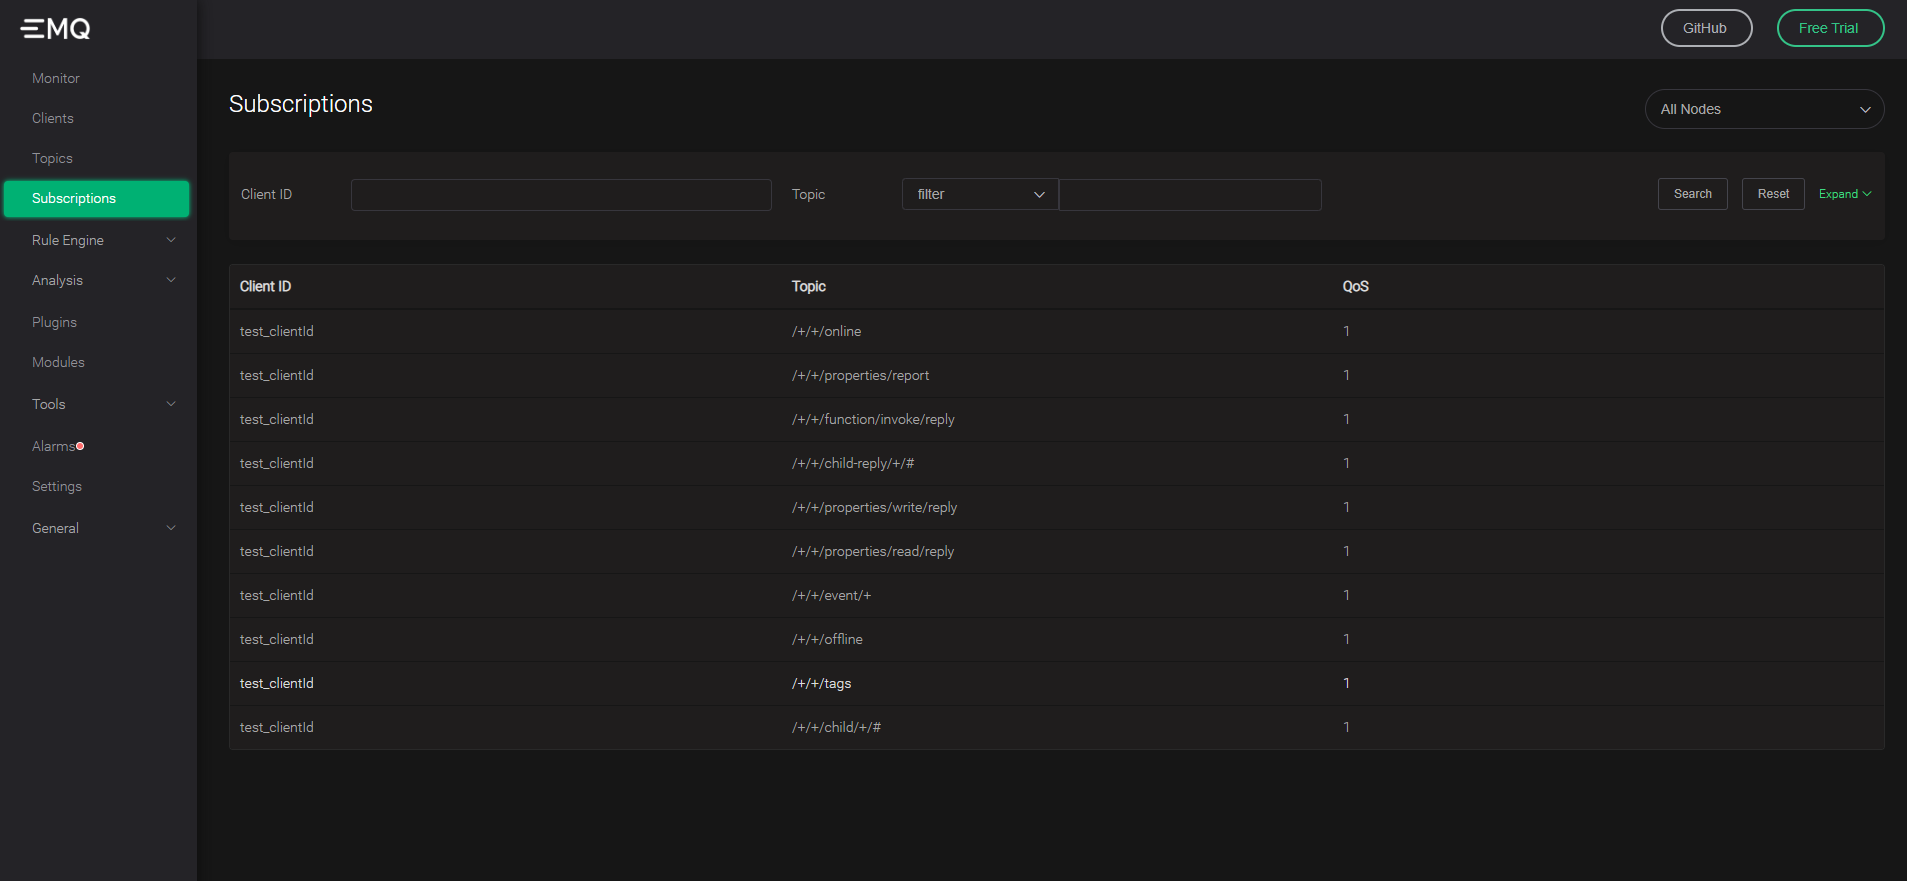 EMQ
GitHub
Free Trial
Monitor
Clients
Topics
Subscriptions
Rule Engine
Analysis
Plugins
Modules
Tools
Alarms
Settings
General
Subscriptions
All Nodes
Client ID
Topic
filter
Search
Reset
Expand
Client ID Topic QoS
test_clientId /+/+/online 1
test_clientId /+/+/properties/report 1
test_clientId /+/+/function/invoke/reply 1
test_clientId /+/+/child-reply/+/# 1
test_clientId /+/+/properties/write/reply 1
test_clientId /+/+/properties/read/reply 1
test_clientId /+/+/event/+ 1
test_clientId /+/+/offline 1
test_clientId /+/+/tags 1
test_clientId /+/+/child/+/# 1